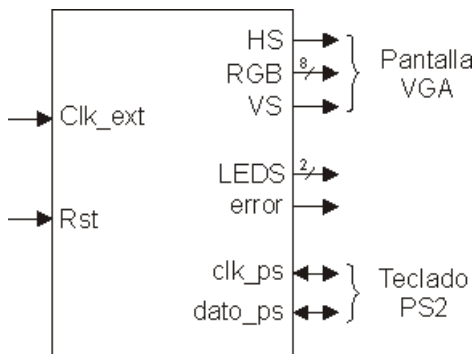 HS
8
RGB
VS
Pantalla
VGA
Clk_ext
2
LEDS
error
Rst
clk_ps
dato_ps
Teclado
PS2